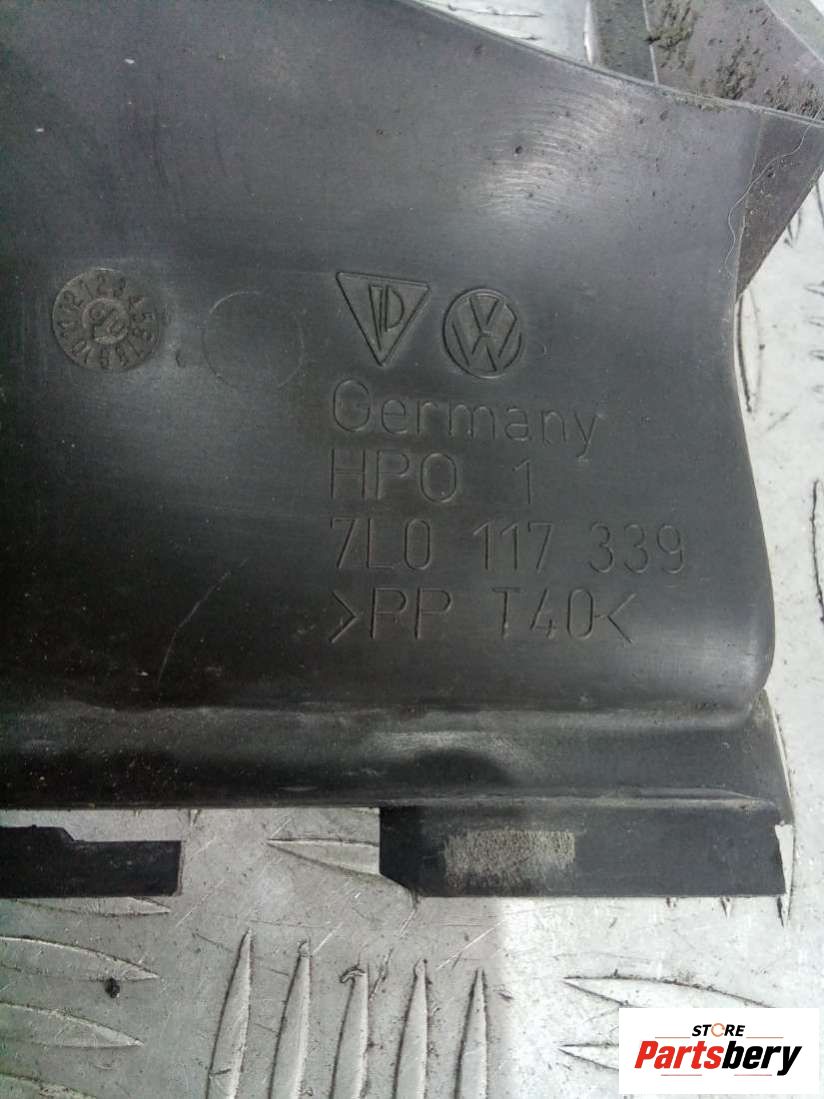 Germany
HPO 1
7L0 117 339
>PP T40<
STORE
Partsbery